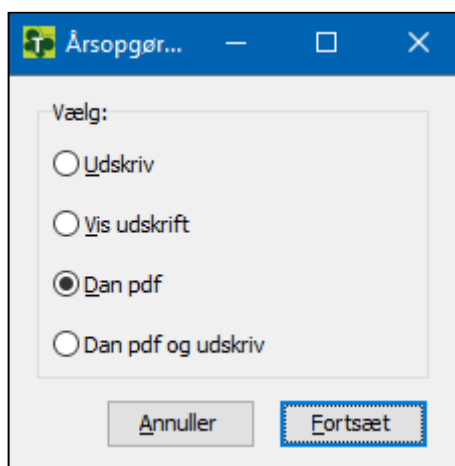 Årsopgør...
Vælg:
Udskriv
Vis udskrift
Dan pdf
Dan pdf og udskriv
Annuller
Fortsæt